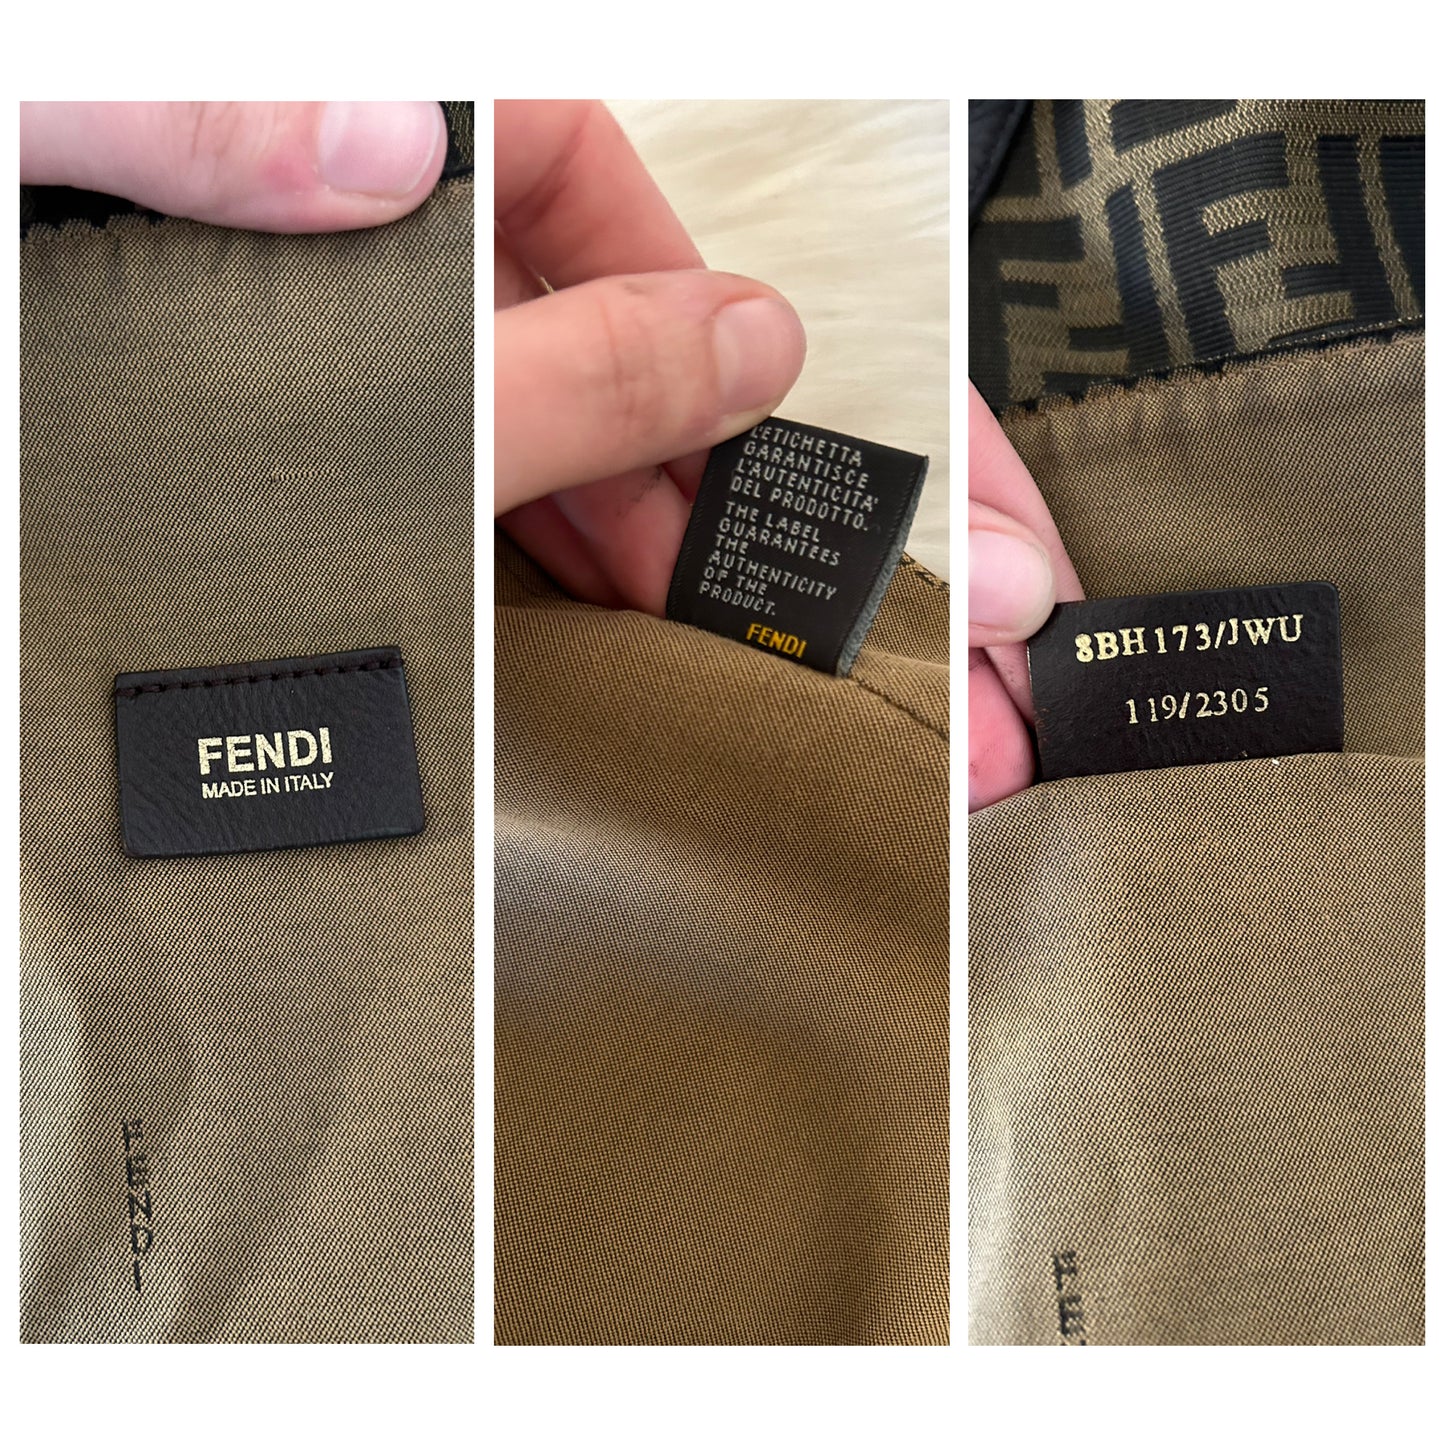 FENDI
MADE IN ITALY
FENDI
L'ETICHETTA
GARANTISCE
L'AUTENTICITA'
DEL PRODOTTO.
THE LABEL
GUARANTEES
THE
AUTHENTICITY
OF THE
PRODUCT.
FENDI
8BH173/JWU
119/2305